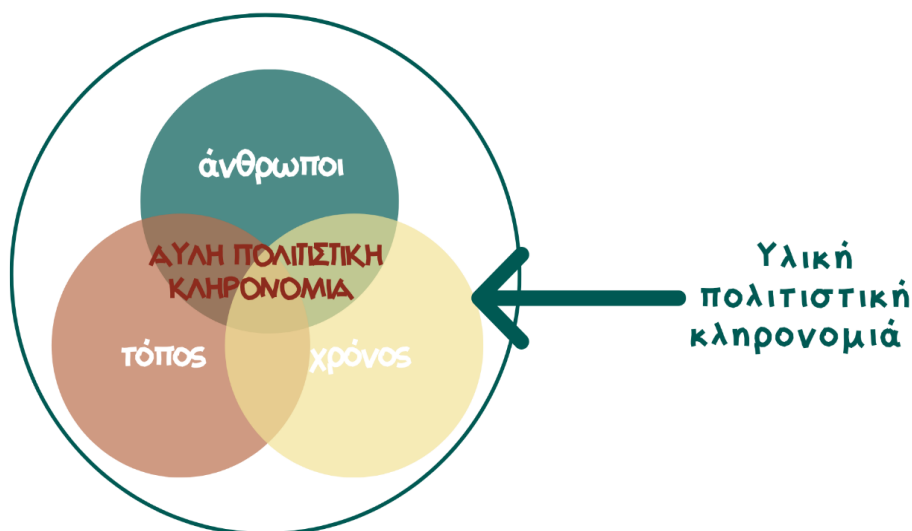 άνθρωποι
ΑΥΛΗ ΠΟΛΙΤΙΣΤΙΚΗ
ΚΛΗΡΟΝΟΜΙΑ
τόπος
χρόνος
Υλική
πολιτιστική
κληρονομιά